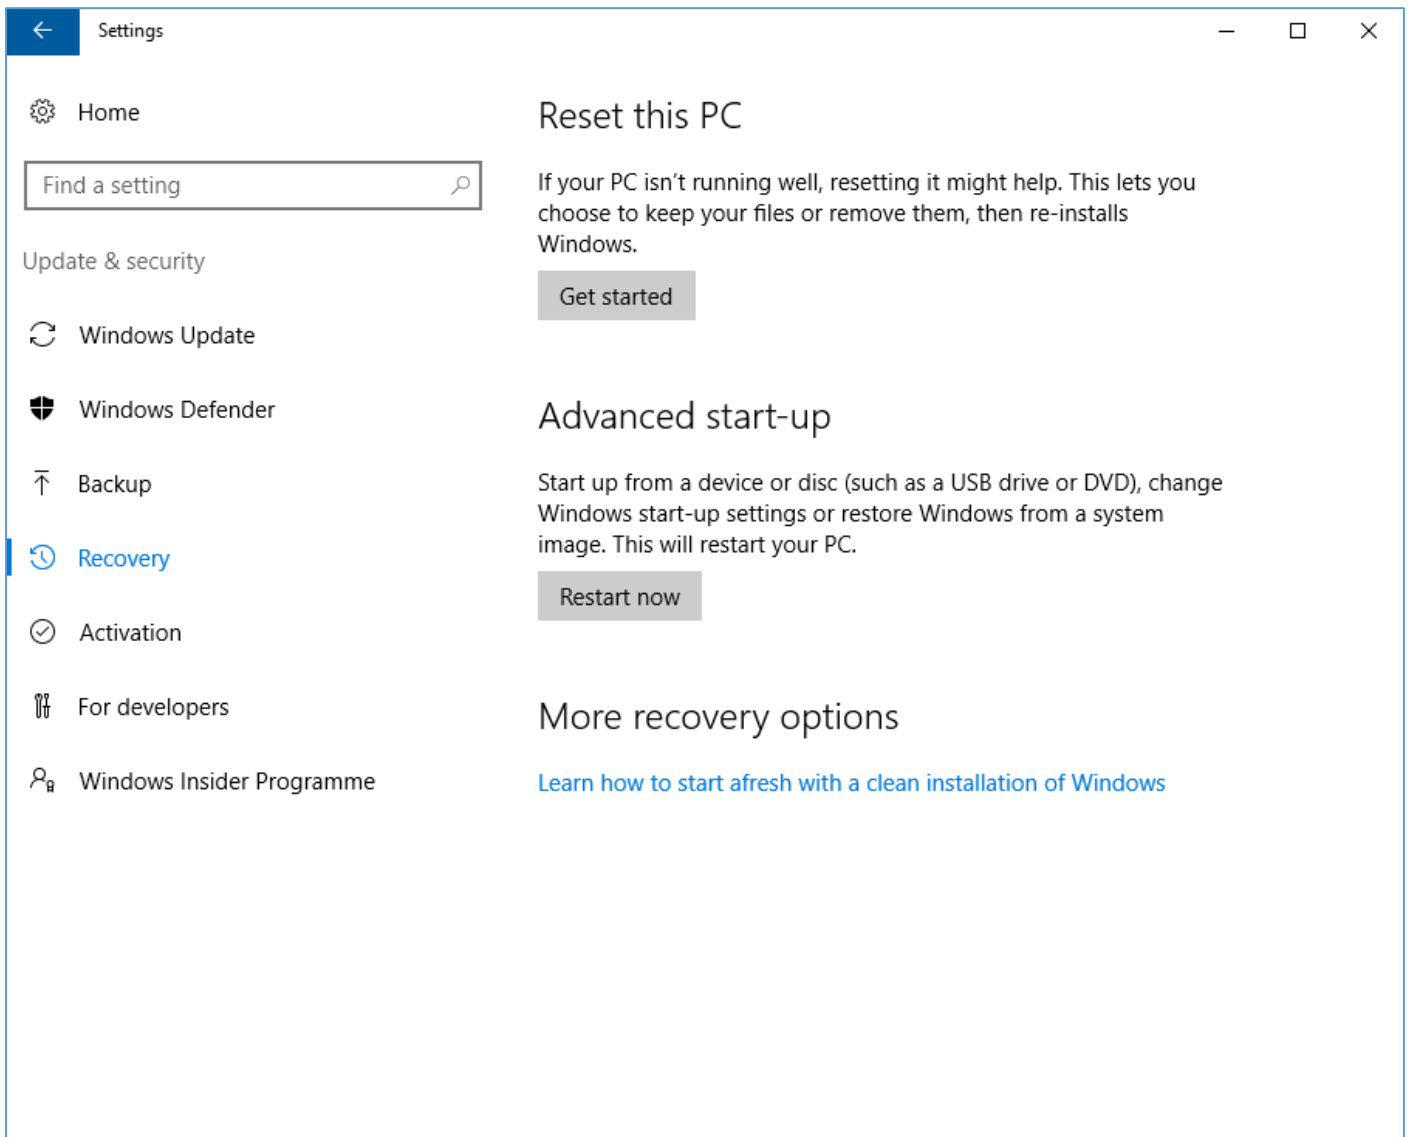 Settings
Home
Find a setting
Update & security
Windows Update
Windows Defender
Backup
Recovery
Activation
For developers
Windows Insider Programme
Reset this PC
If your PC isn't running well, resetting it might help. This lets you
choose to keep your files or remove them, then re-installs
Windows.
Get started
Advanced start-up
Start up from a device or disc (such as a USB drive or DVD), change
Windows start-up settings or restore Windows from a system
image. This will restart your PC.
Restart now
More recovery options
Learn how to start afresh with a clean installation of Windows